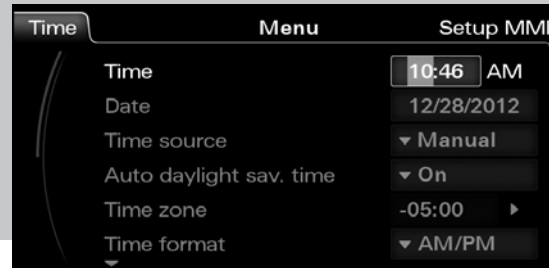 Time Menu Setup MMI
Time 10:46 AM
Date 12/28/2012
Time source Manual
Auto daylight sav. time On
Time zone -05:00
Time format AM/PM